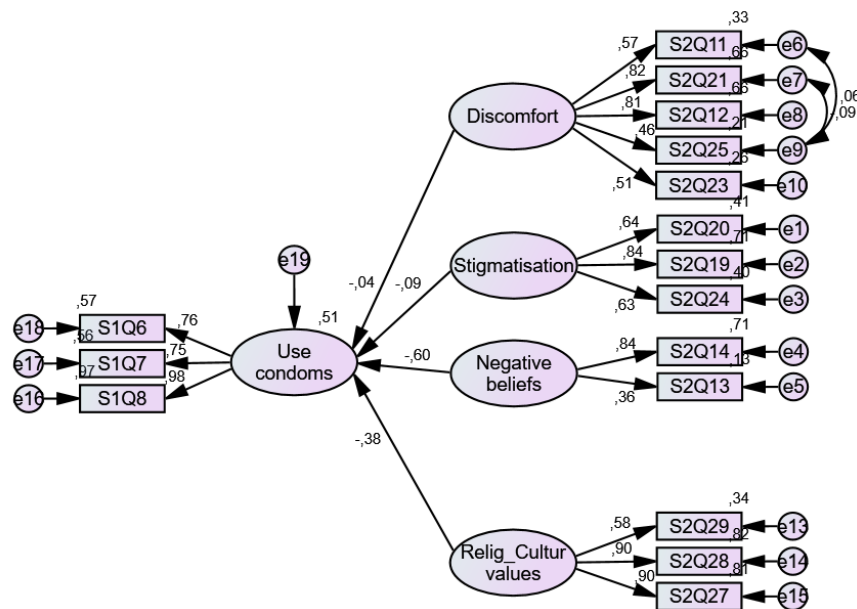 ,33
,57
S2Q11
e6
,66
,82
S2Q21
e7
,66
,06
Discomfort
,81
S2Q12
e8
-,09
,21
,46
S2Q25
e9
,26
,51
S2Q23
e10
,41
,64
S2Q20
e1
,71
Stigmatisation
,84
S2Q19
e2
,40
,63
S2Q24
e3
e19
-,04
-,09
,57
,51
e18
S1Q6
,76
,56
e17
S1Q7
,75
,97
e16
S1Q8
,98
Use
condoms
-,60
,71
Negative
beliefs
,84
S2Q14
e4
,13
,36
S2Q13
e5
-,38
,34
,58
S2Q29
e13
,82
Relig_Cultur
values
,90
S2Q28
e14
,81
,90
S2Q27
e15